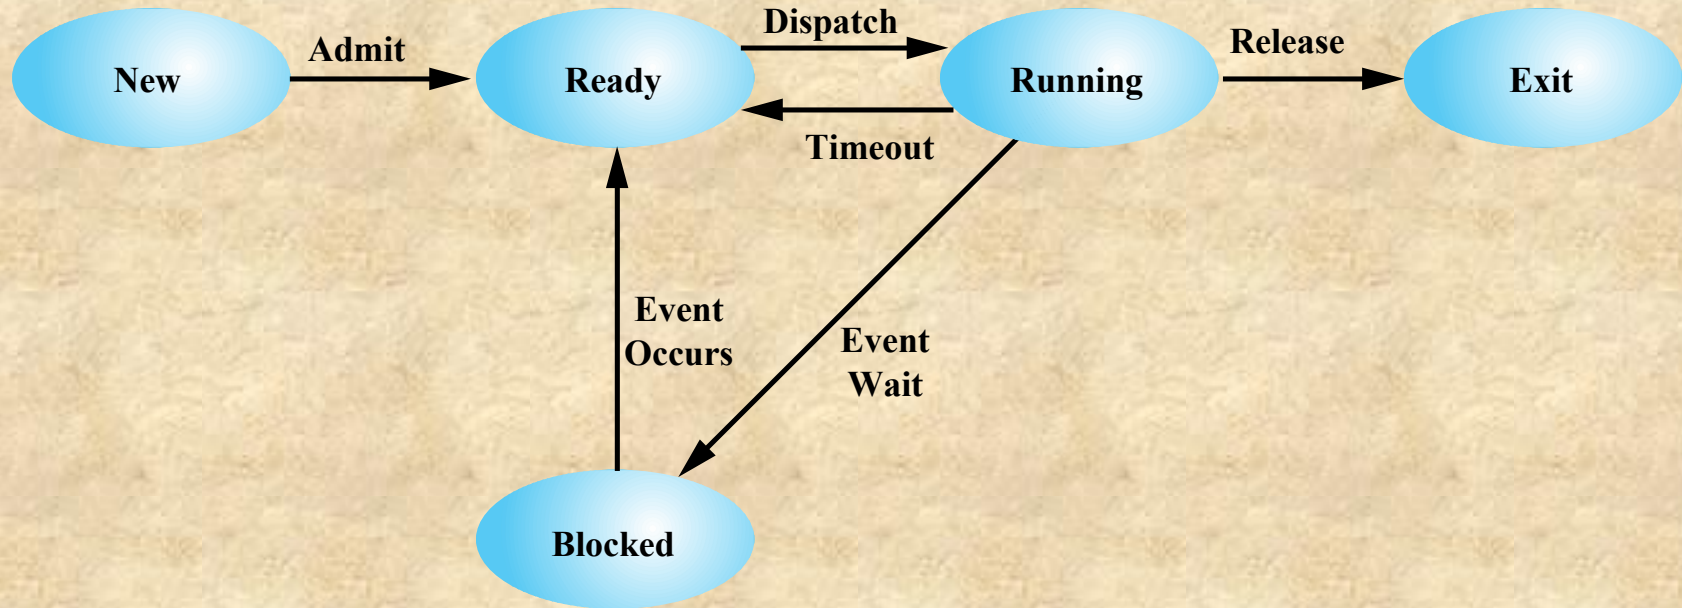 New
Admit
Ready
Dispatch
Timeout
Running
Release
Exit
Event
Occurs
Event
Wait
Blocked